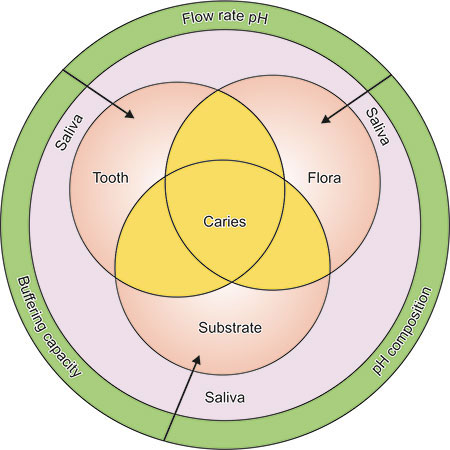 Flow rate pH
Saliva
Saliva
Tooth
Flora
Caries
Buffering capacity
pH composition
Substrate
Saliva